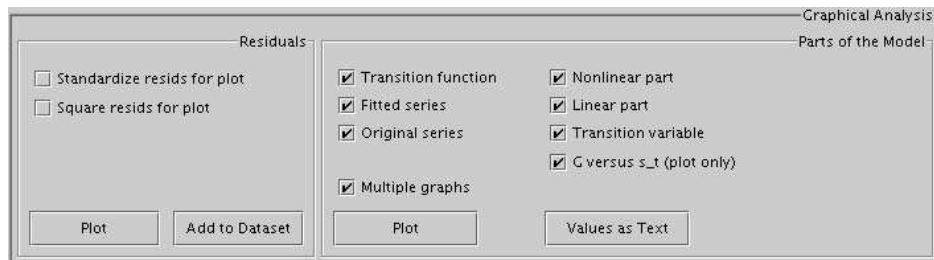 Graphical Analysis
Residuals
Standardize resids for plot
Square resids for plot
Plot
Add to Dataset
Parts of the Model
Transition function
Nonlinear part
Fitted series
Linear part
Original series
Transition variable
G versus s_t (plot only)
Multiple graphs
Plot
Values as Text